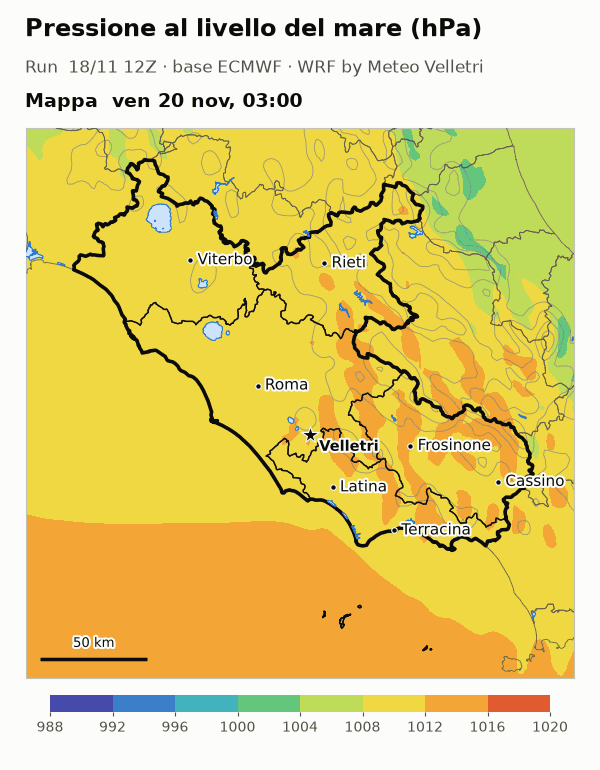 Pressione al livello del mare (hPa)
Run  18/11 12Z · base ECMWF · WRF by Meteo Velletri
Mappa  ven 20 nov, 03:00
Viterbo
Rieti
Roma
Velletri
Frosinone
Latina
Cassino
Terracina
50 km
988 992 996 1000 1004 1008 1012 1016 1020